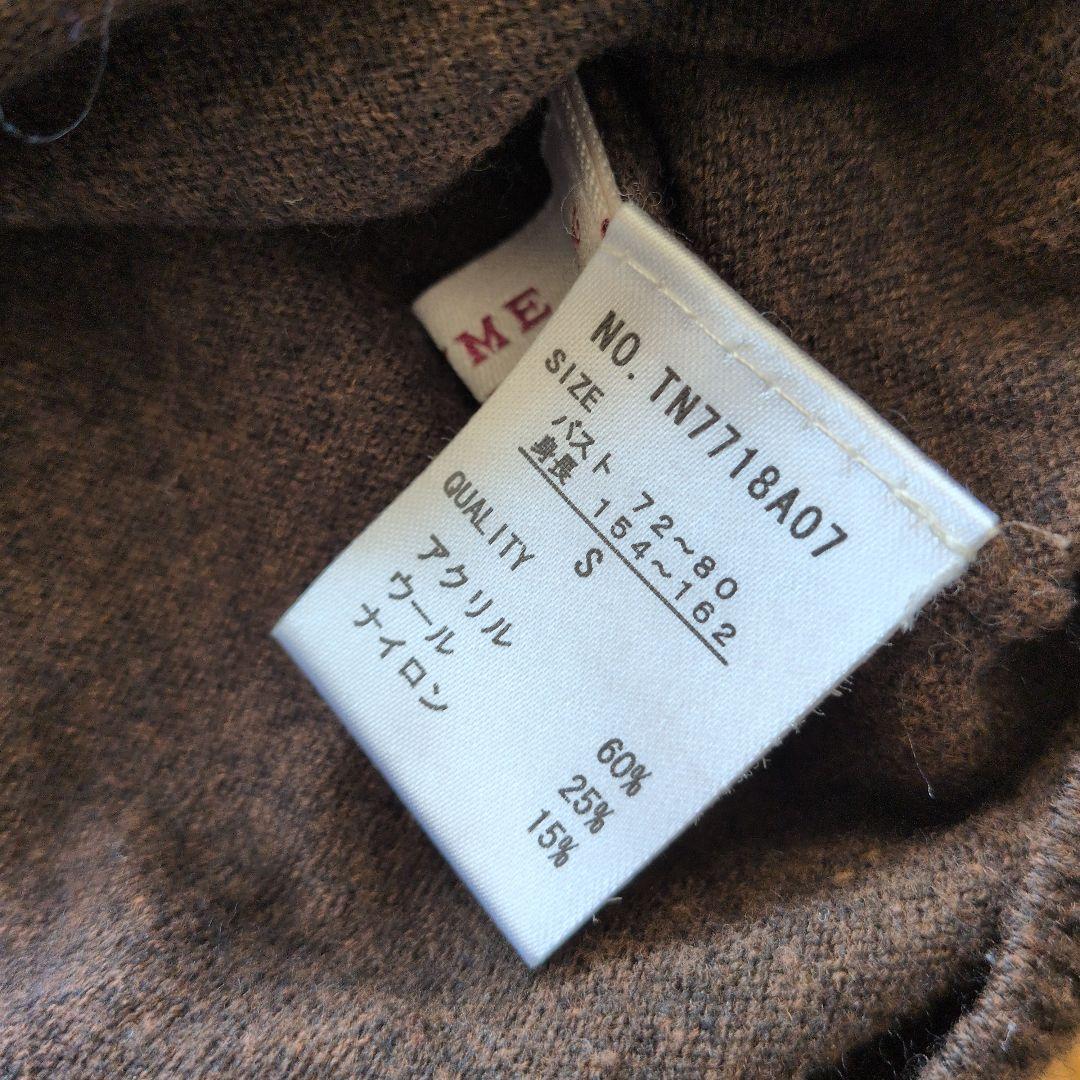 NO. TN7718A07
SIZE
バスト 72～80
身長 154～162
S
QUALITY
アクリル 60%
ウール 25%
ナイロン 15%
ME